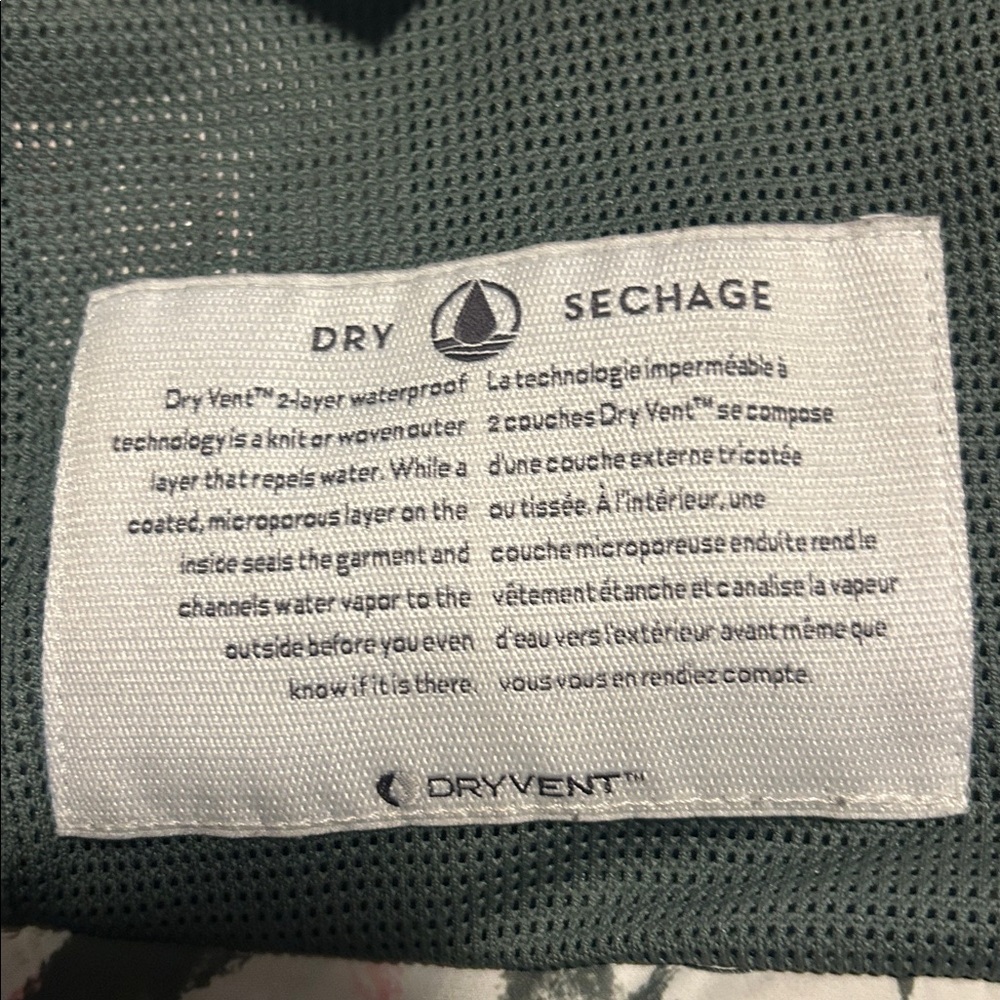 DRY
Dry Vent™ 2-layer waterproof
technology is a knit or woven outer
layer that repels water. While a
coated, microporous layer on the
inside seals the garment and
channels water vapor to the
outside before you even
know if it is there.
SECHAGE
La technologie imperméable à
2 couches Dry Vent™ se compose
d'une couche externe tricotée
ou tissée. À l'intérieur, une
couche microporeuse enduite rend le
vêtement étanche et canalise la vapeur
d'eau vers l'extérieur avant même que
vous vous en rendiez compte.
DRYVENT™